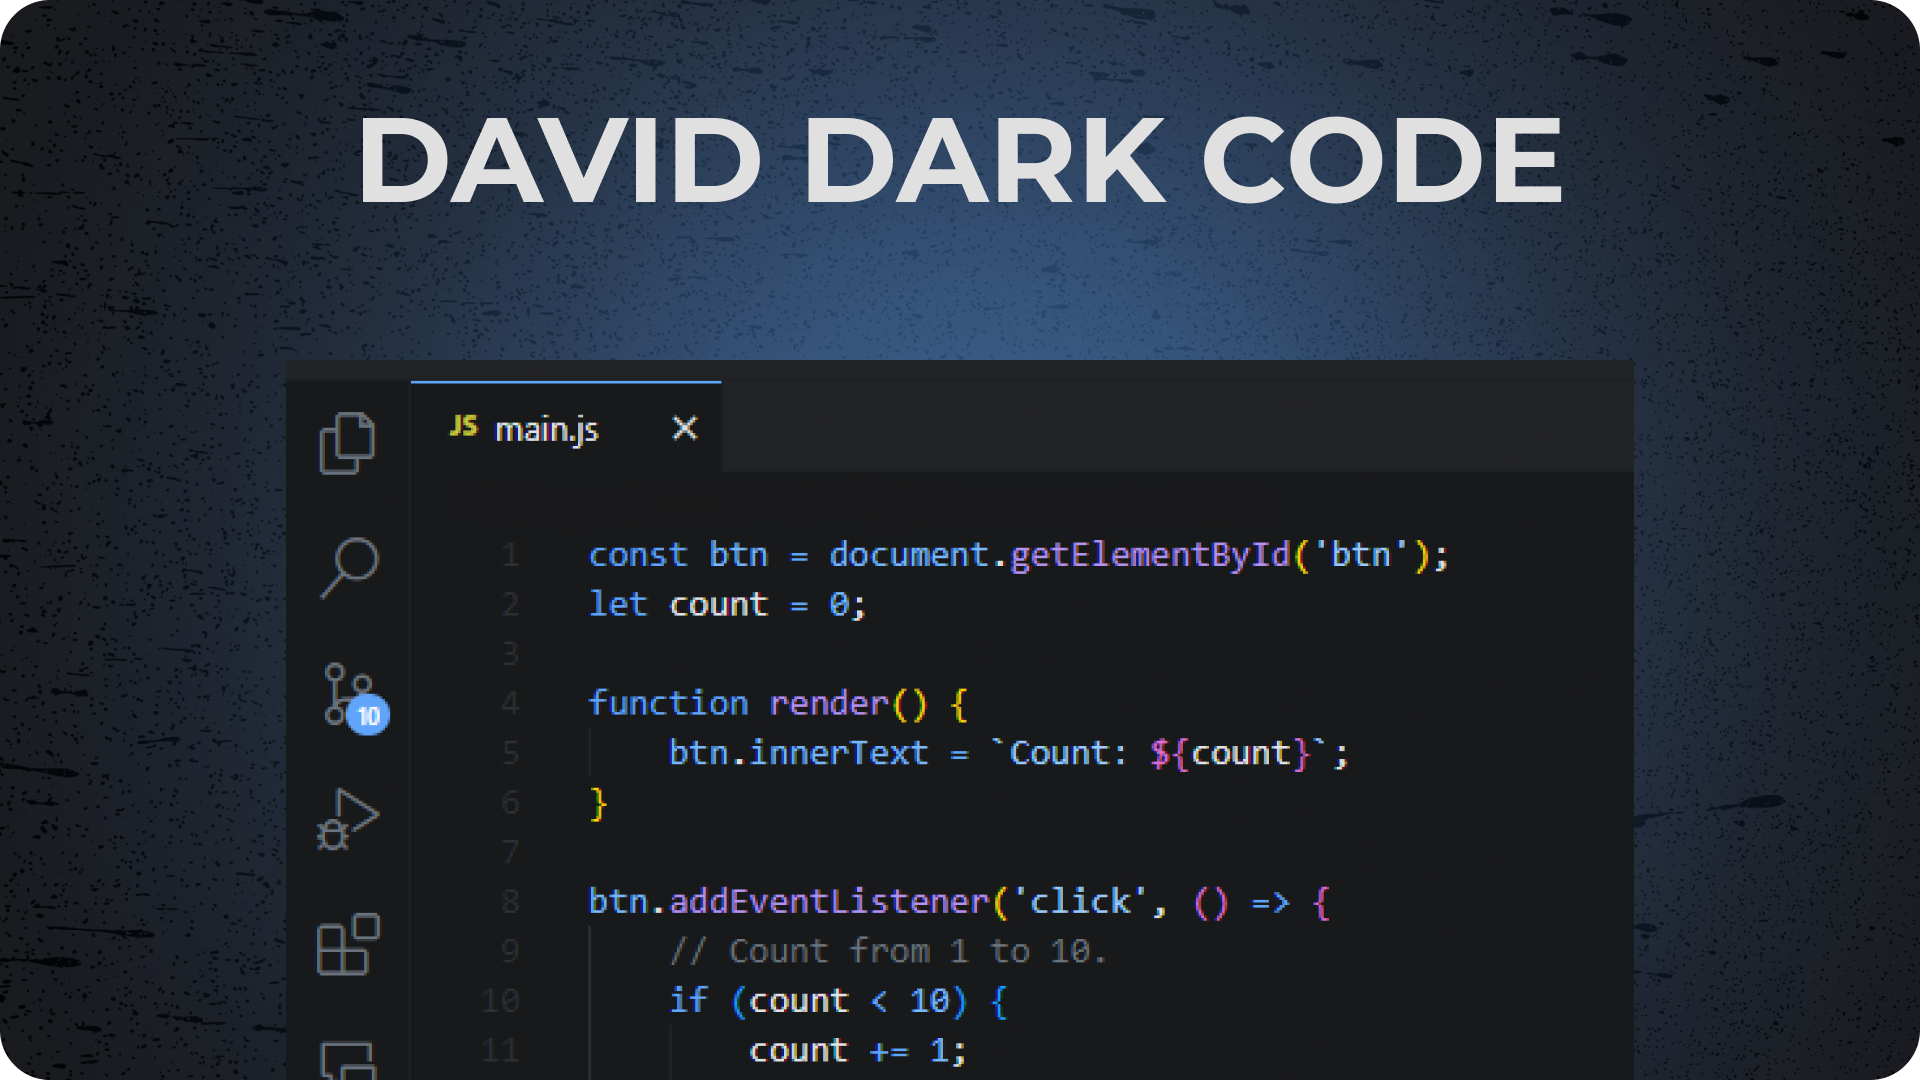 DAVID DARK CODE
JS main.js
1 const btn = document.getElementById('btn');
2 let count = 0;
3
4 function render() {
10
5 btn.innerText = `Count: ${count}`;
6 }
7
8 btn.addEventListener('click', () => {
9 // Count from 1 to 10.
10 if (count < 10) {
11 count += 1;